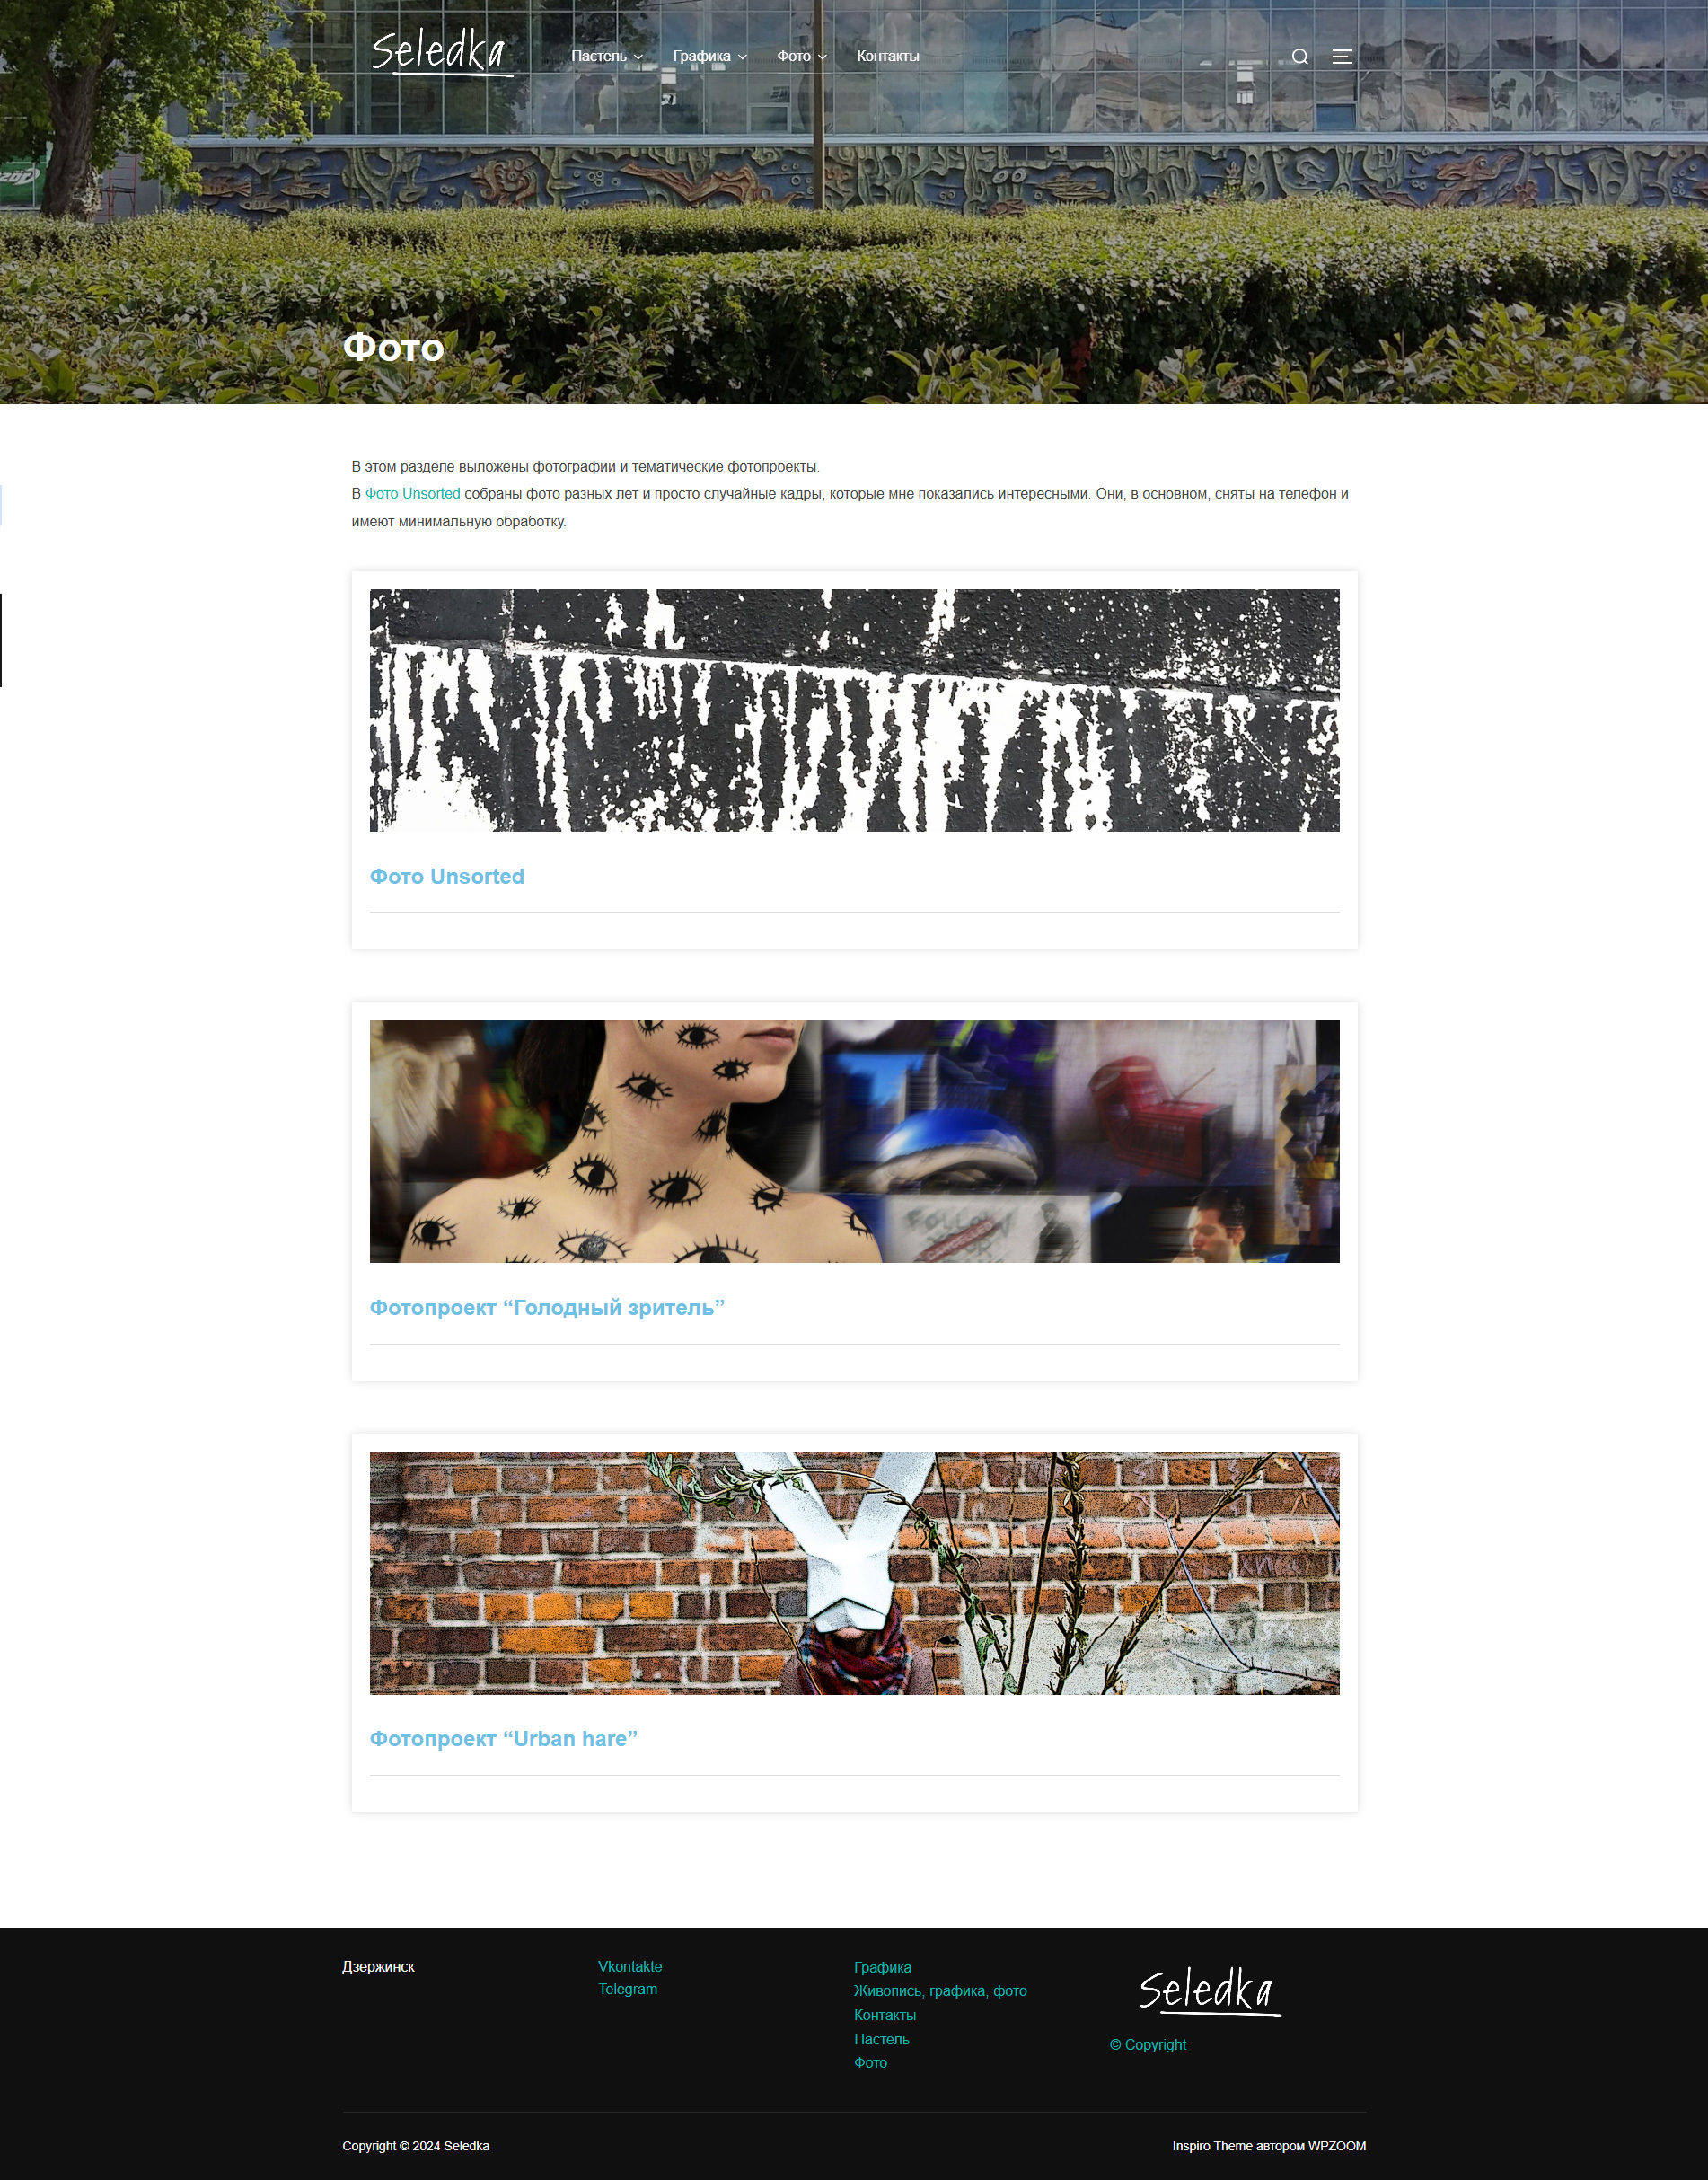 Seledka
Пастель
Графика
Фото
Контакты
Фото
В этом разделе выложены фотографии и тематические фотопроекты.
В Фото Unsorted собраны фото разных лет и просто случайные кадры, которые мне показались интересными. Они, в основном, сняты на телефон и
имеют минимальную обработку.
Фото Unsorted
FOLLOW
CANCELLED
Фотопроект “Голодный зритель”
Фотопроект “Urban hare”
Дзержинск
Vkontakte
Telegram
Графика
Живопись, графика, фото
Контакты
Пастель
Фото
Seledka
© Copyright
Copyright © 2024 Seledka
Inspiro Theme автором WPZOOM